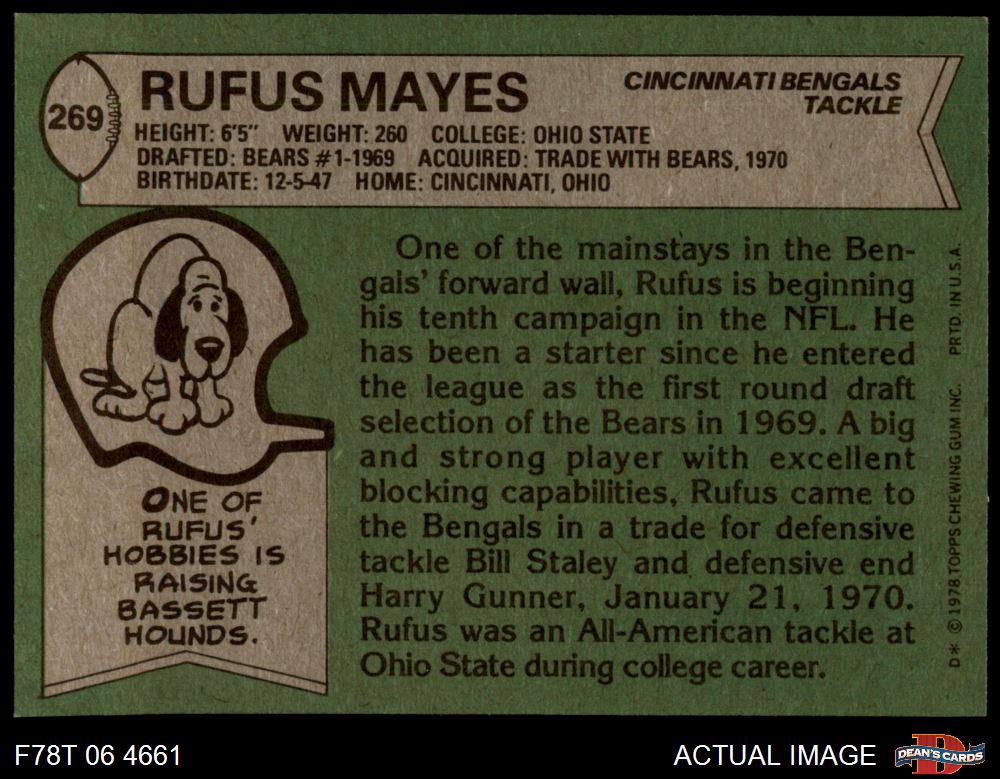 269
RUFUS MAYES
CINCINNATI BENGALS
TACKLE
HEIGHT: 6'5" WEIGHT: 260 COLLEGE: OHIO STATE
DRAFTED: BEARS #1-1969 ACQUIRED: TRADE WITH BEARS, 1970
BIRTHDATE: 12-5-47 HOME: CINCINNATI, OHIO
ONE OF
RUFUS'
HOBBIES IS
RAISING
BASSETT
HOUNDS.
One of the mainstays in the Ben-
gals' forward wall, Rufus is beginning
his tenth campaign in the NFL. He
has been a starter since he entered
the league as the first round draft
selection of the Bears in 1969. A big
and strong player with excellent
blocking capabilities, Rufus came to
the Bengals in a trade for defensive
tackle Bill Staley and defensive end
Harry Gunner, January 21, 1970.
Rufus was an All-American tackle at
Ohio State during college career.
D* © 1978 TOPPS CHEWING GUM INC. PRTD. IN U.S.A.
F78T 06 4661
ACTUAL IMAGE
D
DEAN'S CARDS